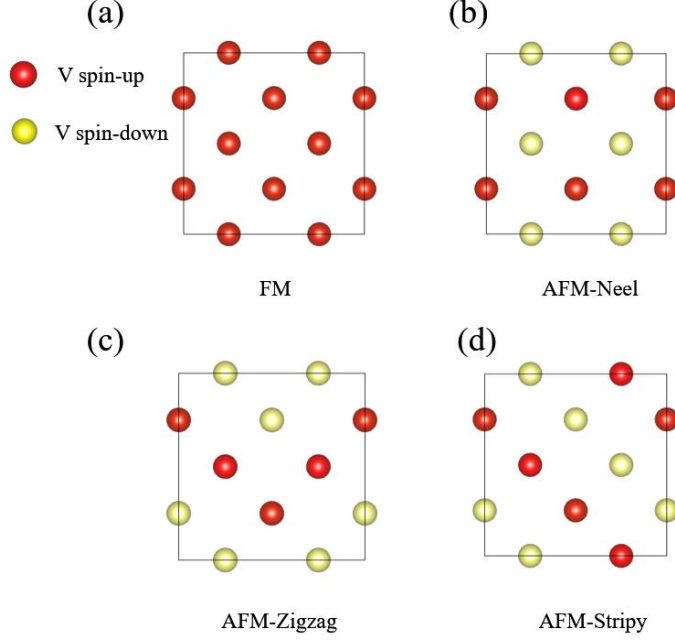 (a)
(b)
V spin-up
V spin-down
FM
AFM-Neel
(c)
(d)
AFM-Zigzag
AFM-Stripy